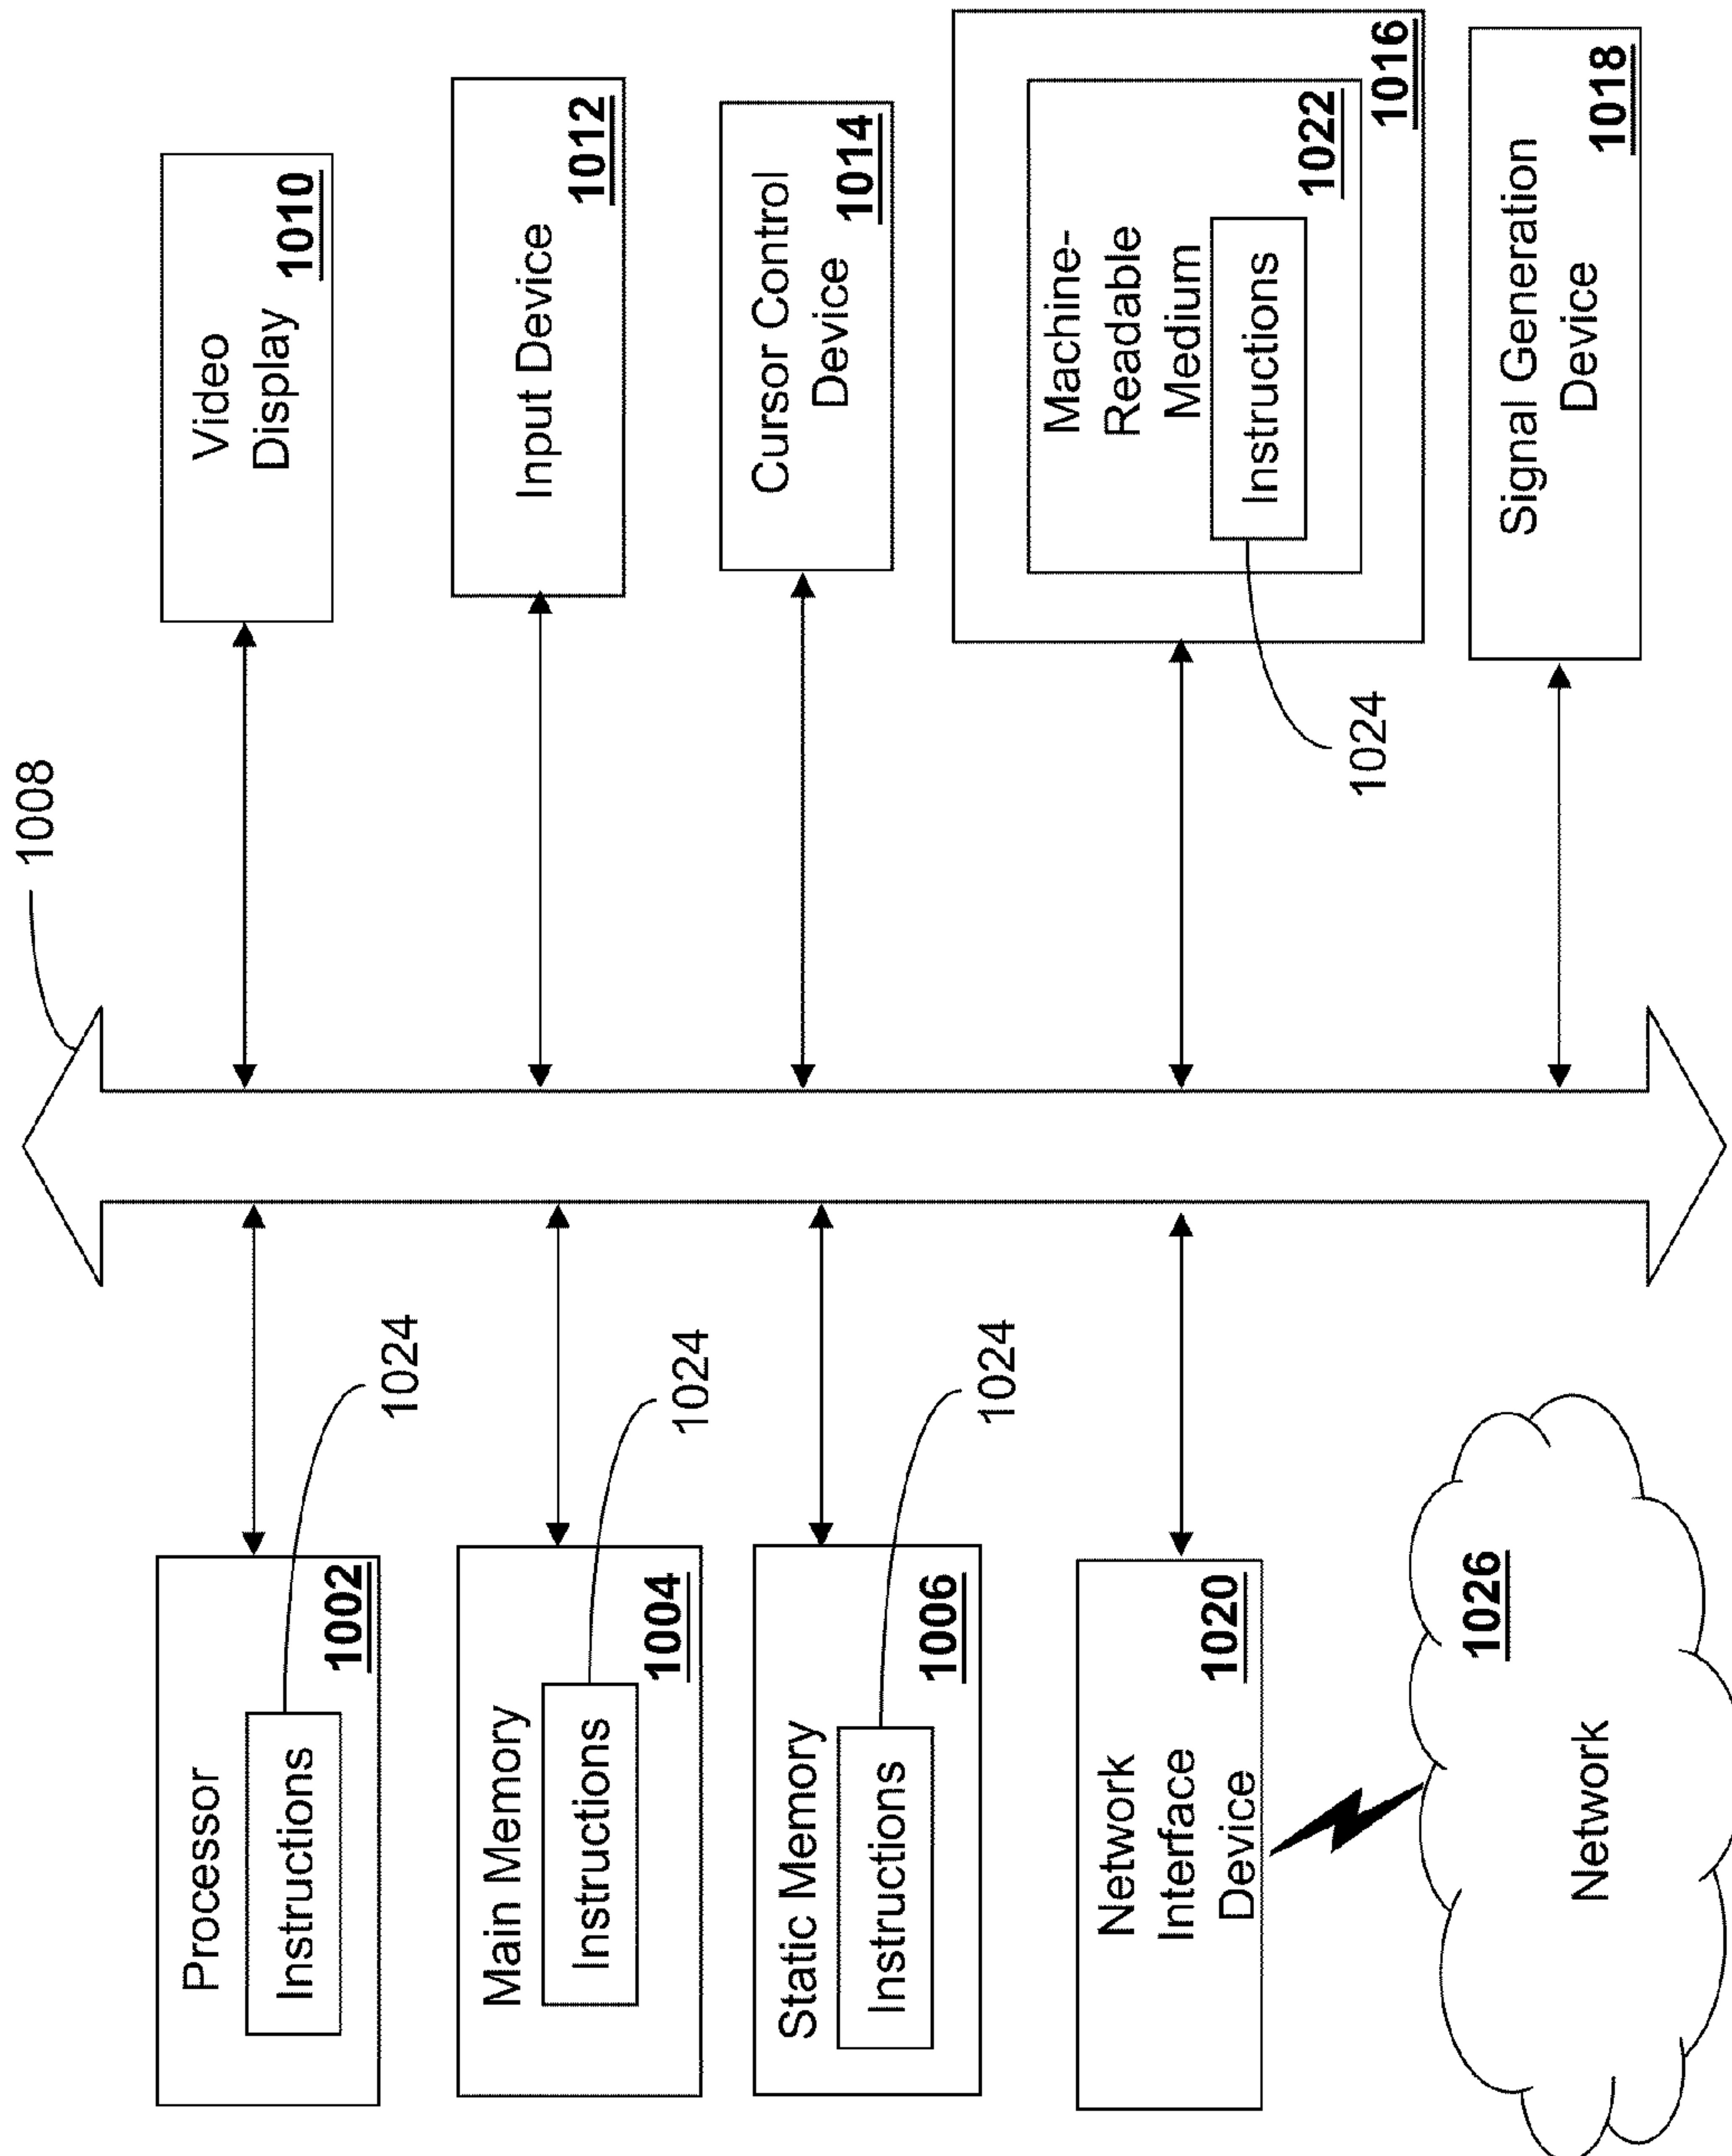 1008
Processor
Instructions
1002
1024
Main Memory
Instructions
1004
1024
Static Memory
Instructions
1006
1024
Network
Interface
Device
1020
1026
Network
Video
Display
1010
Input Device
1012
Cursor Control
Device
1014
Machine-
Readable
Medium
1022
Instructions
1016
1024
Signal Generation
Device
1018